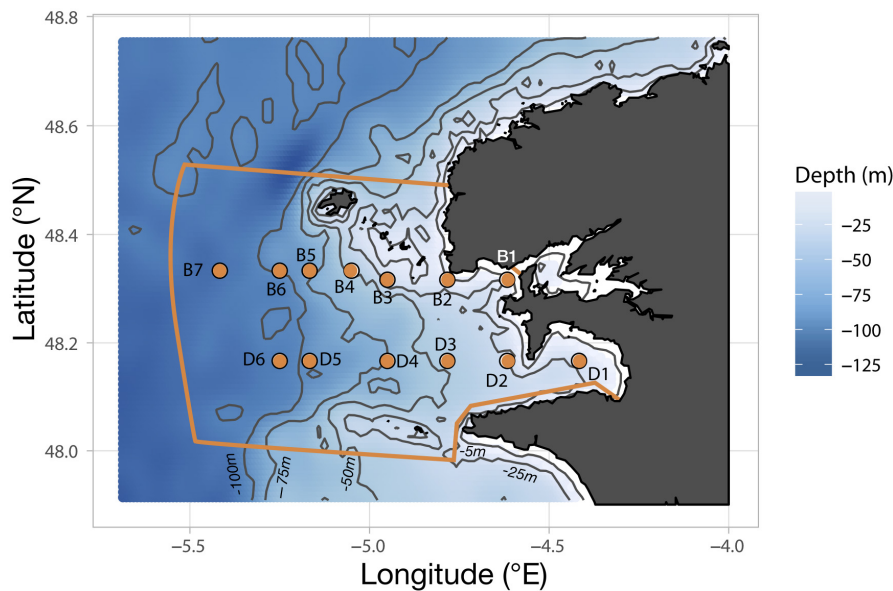 48.8
48.6
48.4
48.2
48.0
Latitude (°N)
B1
B5
B7
B6
B4
B3
B2
D3
D6
D5
D4
D2
D1
-100m
-75m
-50m
-5m
-25m
−5.5
−5.0
−4.5
−4.0
Longitude (°E)
Depth (m)
−25
−50
−75
−100
−125